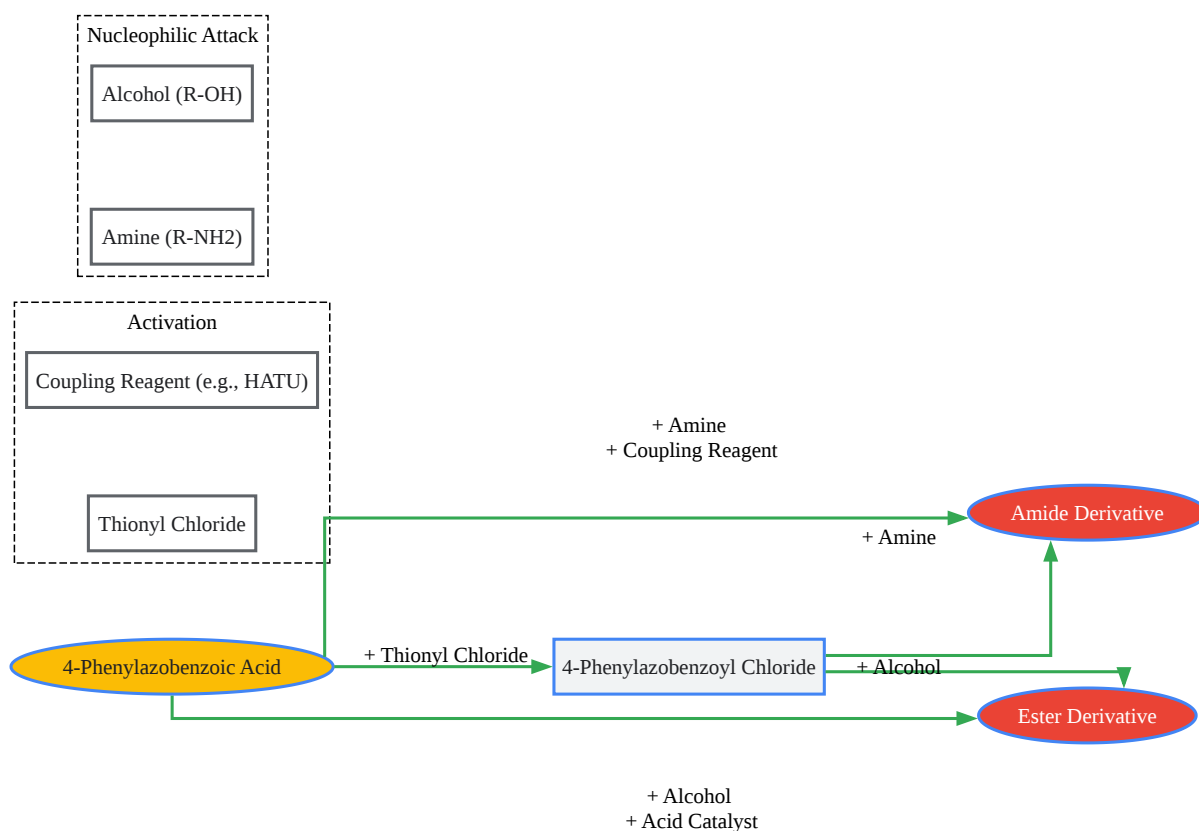 Nucleophilic Attack
Alcohol (R-OH)
Amine (R-NH2)
Activation
Coupling Reagent (e.g., HATU)
Thionyl Chloride
+ Amine
+ Coupling Reagent
Amide Derivative
+ Amine
4-Phenylazobenzoic Acid
+ Thionyl Chloride
4-Phenylazobenzoyl Chloride
+ Alcohol
Ester Derivative
+ Alcohol
+ Acid Catalyst